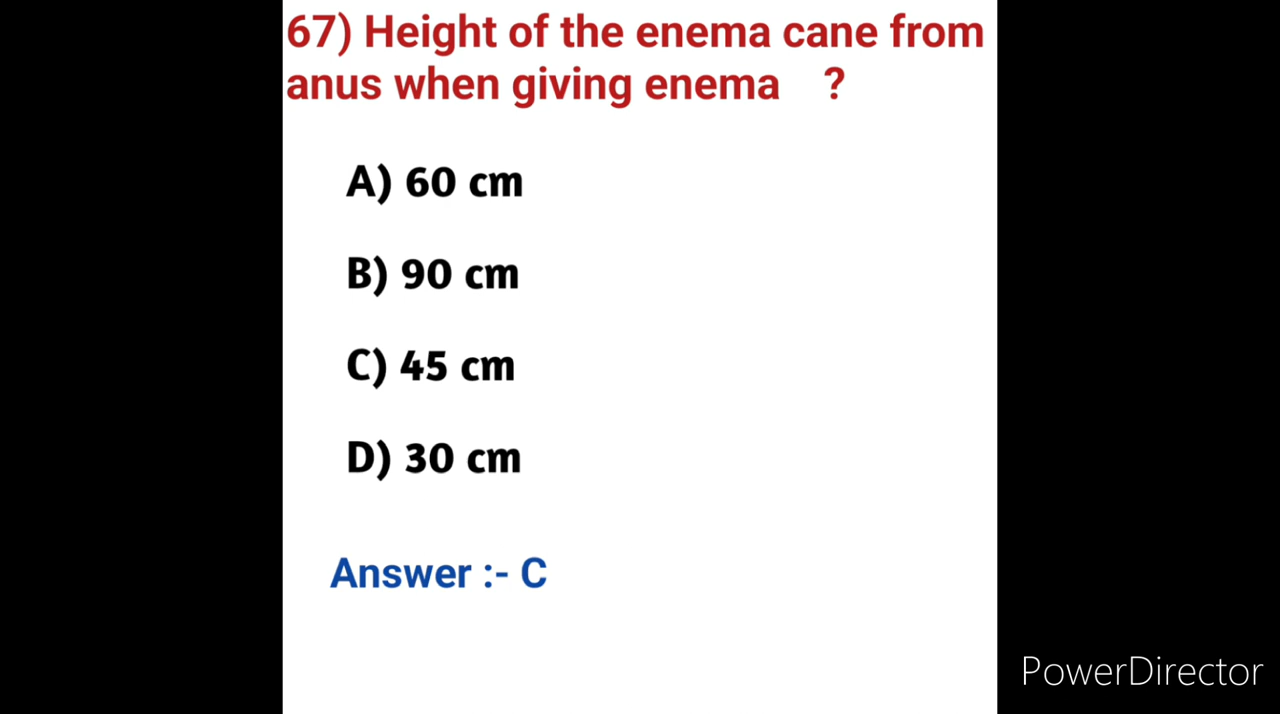 67) Height of the enema cane from
anus when giving enema ?
A) 60 cm
B) 90 cm
C) 45 cm
D) 30 cm
Answer :- C
PowerDirector